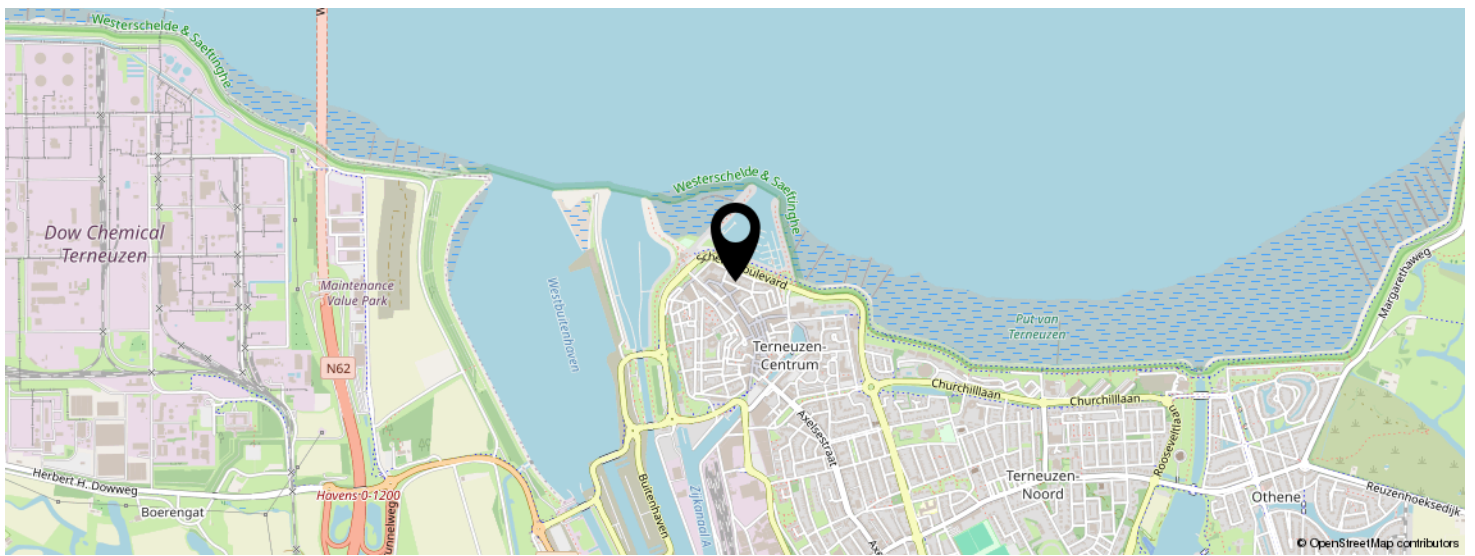 Westerschelde & Saeftinghe
W
Westerschelde & Saeftinghe
Dow Chemical
Terneuzen
Maintenance
Value Park
Westbuitenhaven
Margarethaweg
Put van
Terneuzen
Terneuzen-
Centrum
N62
Churchilllaan
Churchilllaan
Axelsestraat
Rooseveltlaan
Herbert H. Dowweg
Havens 0-1200
Boerengat
Buitenhaven
Zijkanaal A
Terneuzen-
Noord
Othene
Reuzenhoeksedijk
© OpenStreetMap contributors